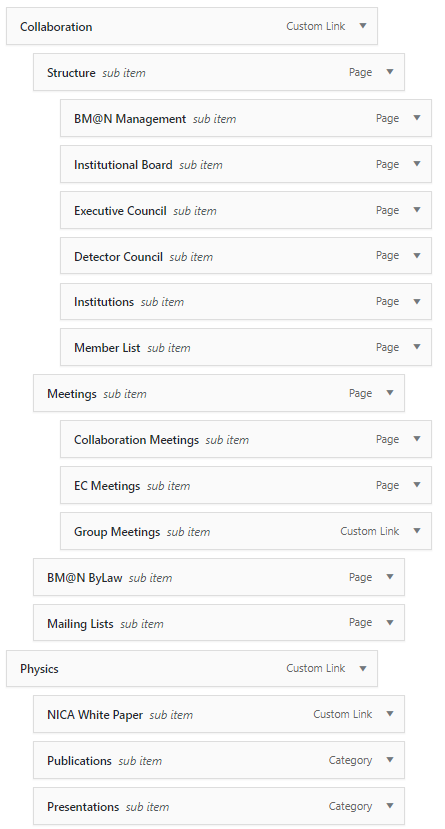 Collaboration Custom Link
Structure sub item Page
BM@N Management sub item Page
Institutional Board sub item Page
Executive Council sub item Page
Detector Council sub item Page
Institutions sub item Page
Member List sub item Page
Meetings sub item Page
Collaboration Meetings sub item Page
EC Meetings sub item Page
Group Meetings sub item Custom Link
BM@N ByLaw sub item Page
Mailing Lists sub item Page
Physics Custom Link
NICA White Paper sub item Custom Link
Publications sub item Category
Presentations sub item Category